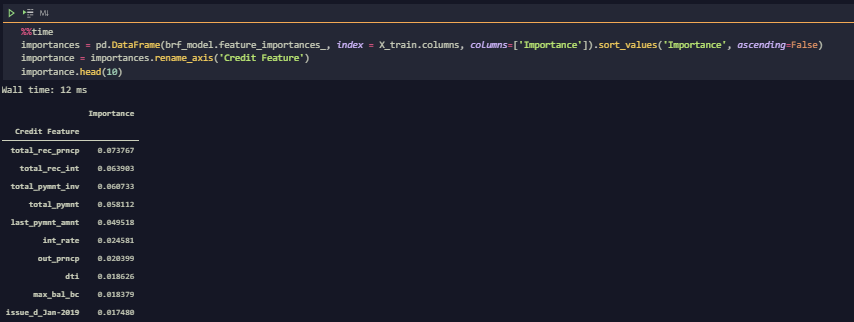 M↓
%%time
importances = pd.DataFrame(brf_model.feature_importances_, index = X_train.columns, columns=['Importance']).sort_values('Importance', ascending=False)
importance = importances.rename_axis('Credit Feature')
importance.head(10)
Wall time: 12 ms
Importance
Credit Feature
total_rec_prncp 0.073767
total_rec_int 0.063903
total_pymnt_inv 0.060733
total_pymnt 0.058112
last_pymnt_amnt 0.049518
int_rate 0.024581
out_prncp 0.020399
dti 0.018626
max_bal_bc 0.018379
issue_d_Jan-2019 0.017480